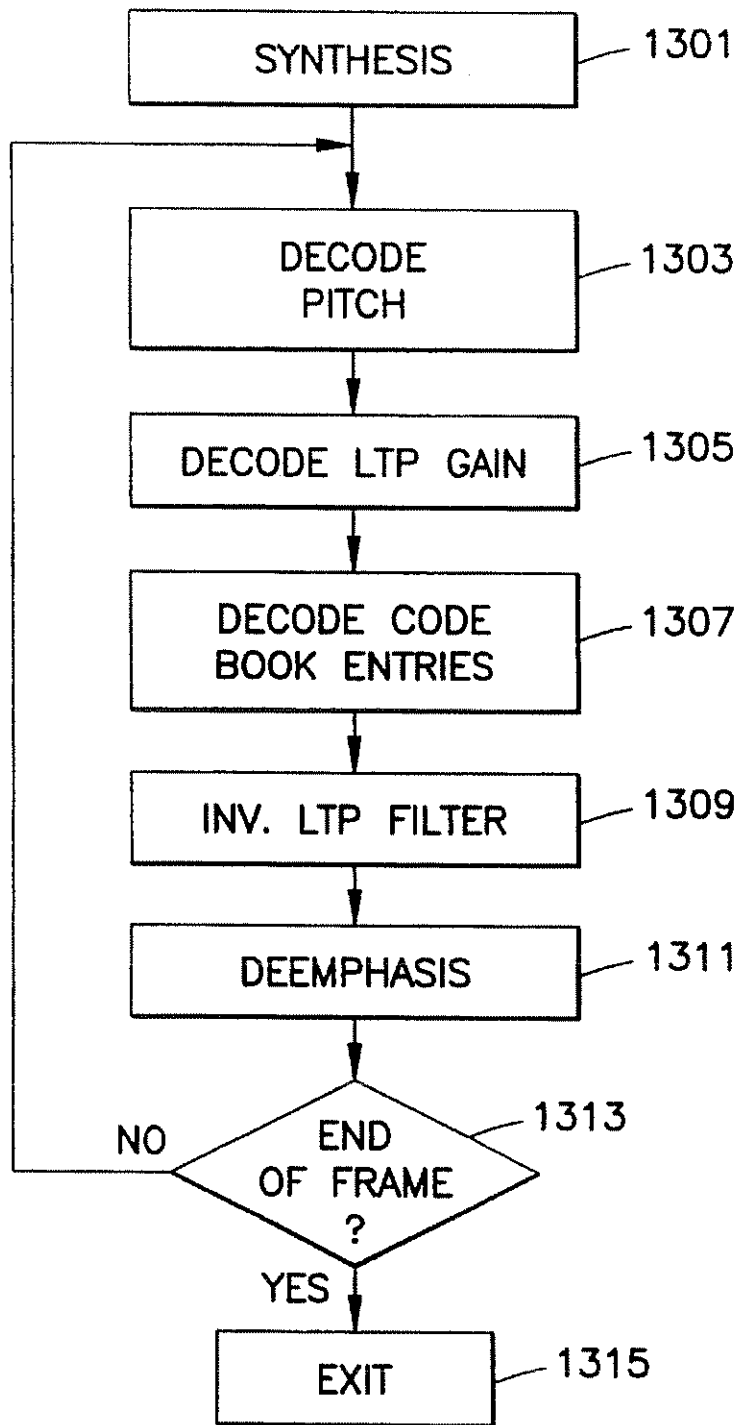 SYNTHESIS
1301
DECODE
PITCH
1303
DECODE LTP GAIN
1305
DECODE CODE
BOOK ENTRIES
1307
INV. LTP FILTER
1309
DEEMPHASIS
1311
END
OF FRAME
?
1313
NO
YES
EXIT
1315